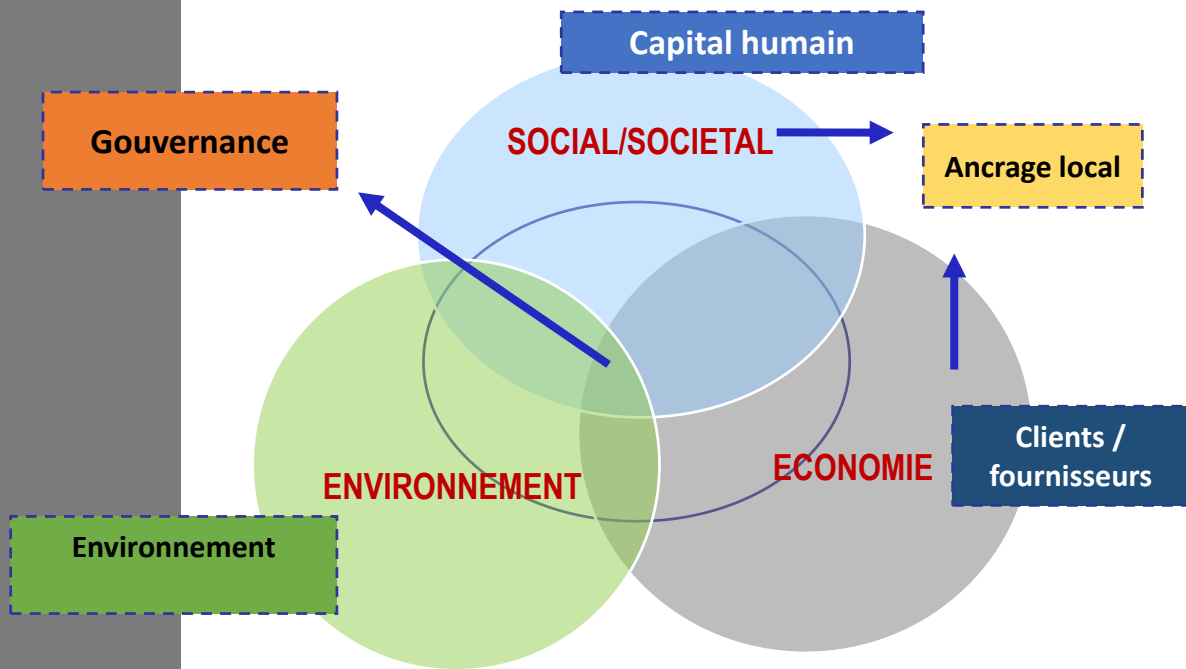 Capital humain
Gouvernance
SOCIAL/SOCIETAL
Ancrage local
Clients /
fournisseurs
ECONOMIE
ENVIRONNEMENT
Environnement